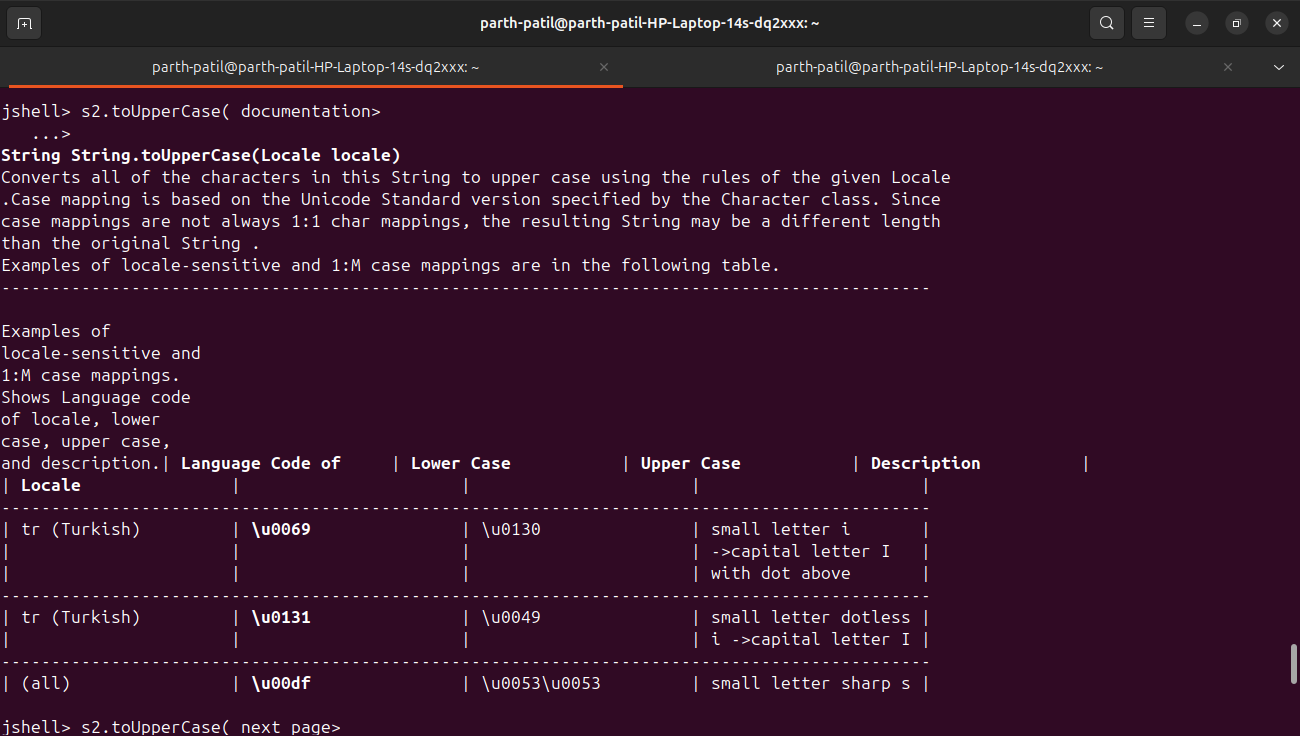 parth-patil@parth-patil-HP-Laptop-14s-dq2xxx: ~
parth-patil@parth-patil-HP-Laptop-14s-dq2xxx: ~ × parth-patil@parth-patil-HP-Laptop-14s-dq2xxx: ~ ×
jshell> s2.toUpperCase( documentation>
   ...>
String String.toUpperCase(Locale locale)
Converts all of the characters in this String to upper case using the rules of the given Locale
.Case mapping is based on the Unicode Standard version specified by the Character class. Since
case mappings are not always 1:1 char mappings, the resulting String may be a different length
than the original String .
Examples of locale-sensitive and 1:M case mappings are in the following table.
---------------------------------------------------------------------------------------------
Examples of
locale-sensitive and
1:M case mappings.
Shows Language code
of locale, lower
case, upper case,
and description.| Language Code of     | Lower Case           | Upper Case           | Description          |
| Locale               |                      |                      |                      |
---------------------------------------------------------------------------------------------
| tr (Turkish)         | \u0069               | \u0130               | small letter i       |
|                      |                      |                      | ->capital letter I   |
|                      |                      |                      | with dot above       |
---------------------------------------------------------------------------------------------
| tr (Turkish)         | \u0131               | \u0049               | small letter dotless |
|                      |                      |                      | i ->capital letter I |
---------------------------------------------------------------------------------------------
| (all)                | \u00df               | \u0053\u0053         | small letter sharp s |
jshell> s2.toUpperCase( next page>